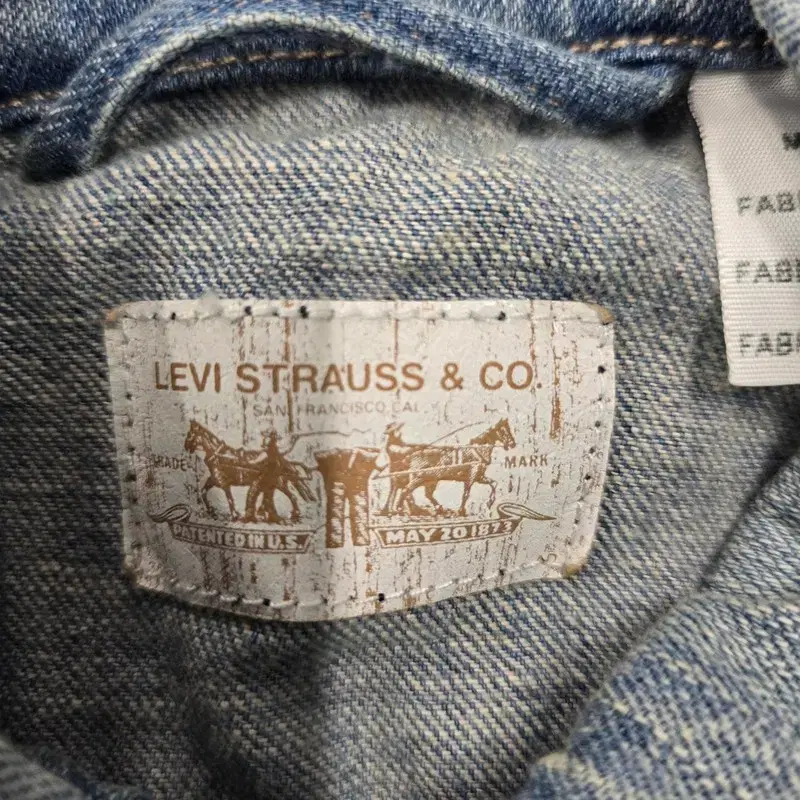 LEVI STRAUSS & CO.
SAN FRANCISCO, CAL.
TRADE MARK
PATENTED IN U.S. MAY 20 1873
M
FAB
FAB
FAB